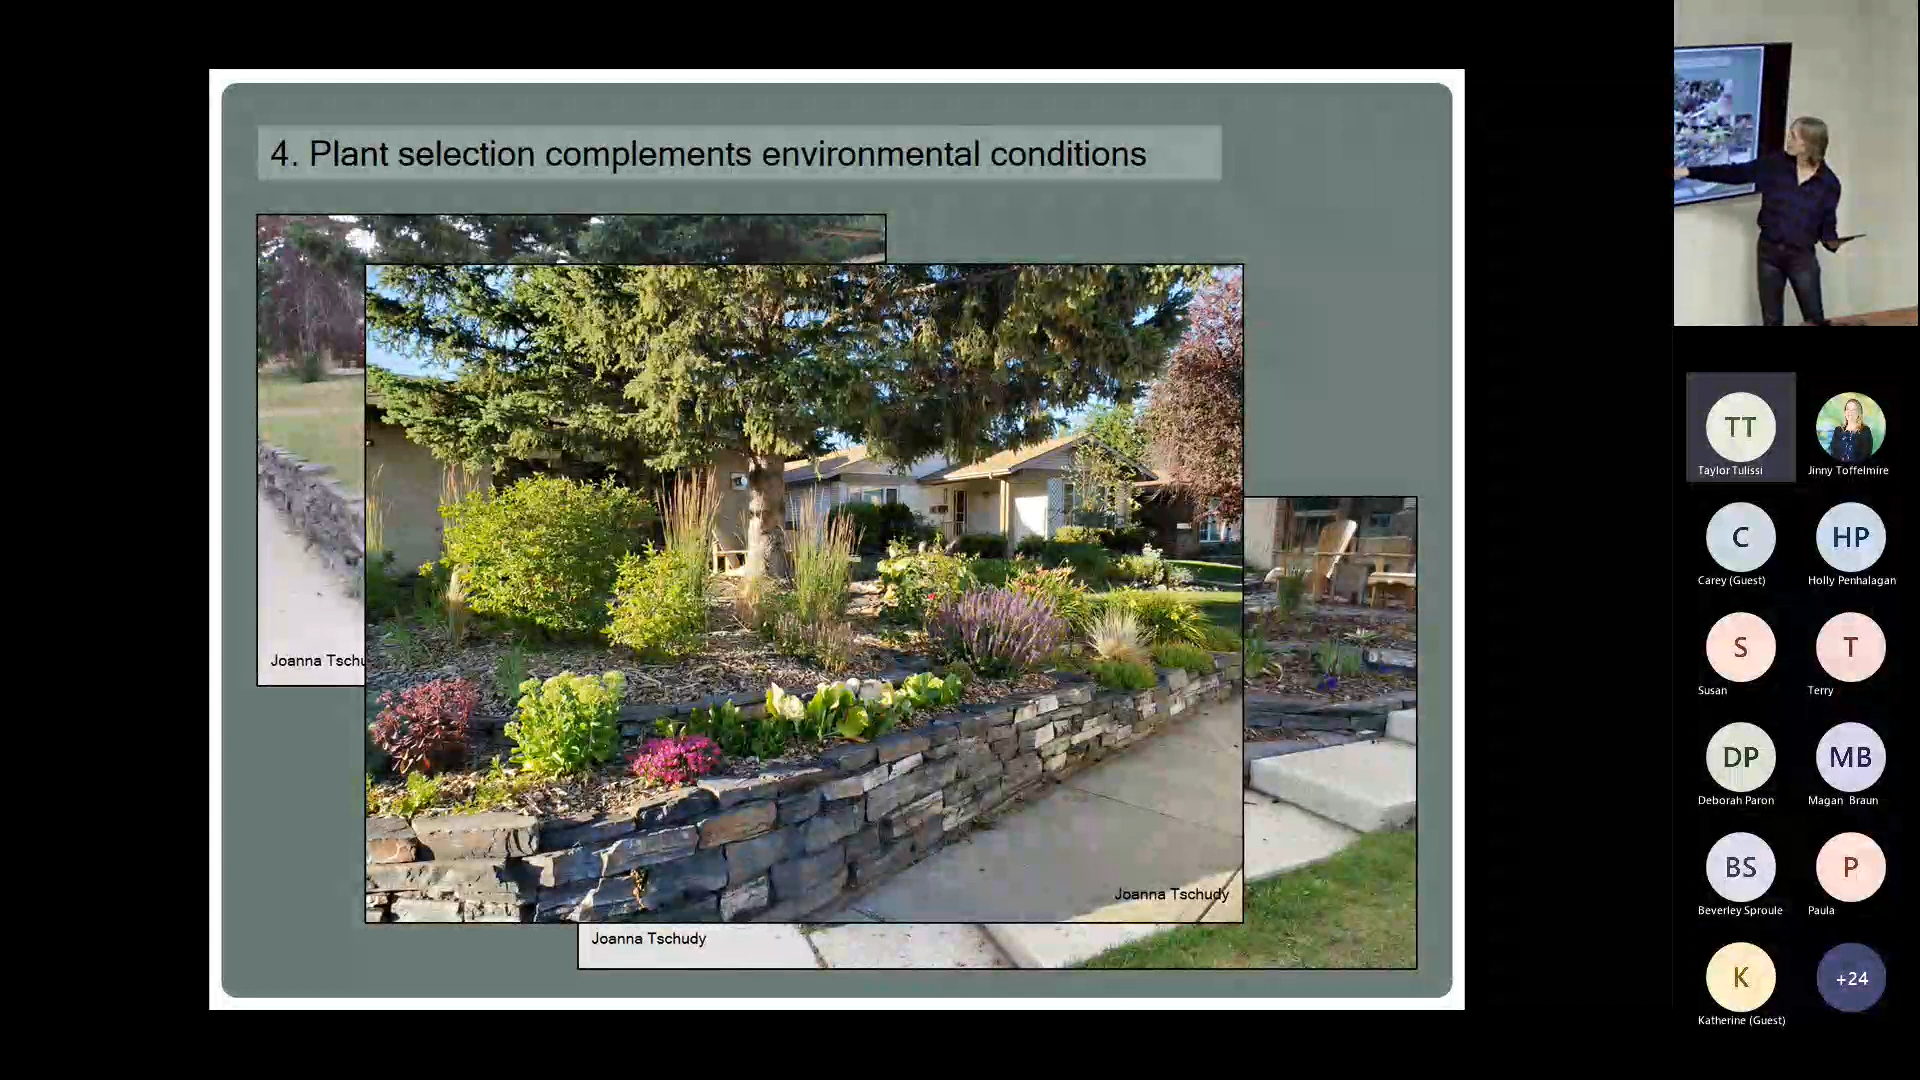 4. Plant selection complements environmental conditions
Joanna Tschu
Joanna Tschudy
Joanna Tschudy
TT
Taylor Tulissi
Jinny Toffelmire
C
Carey (Guest)
HP
Holly Penhalagan
S
Susan
T
Terry
DP
Deborah Paron
MB
Magan Braun
BS
Beverley Sproule
P
Paula
K
Katherine (Guest)
+24